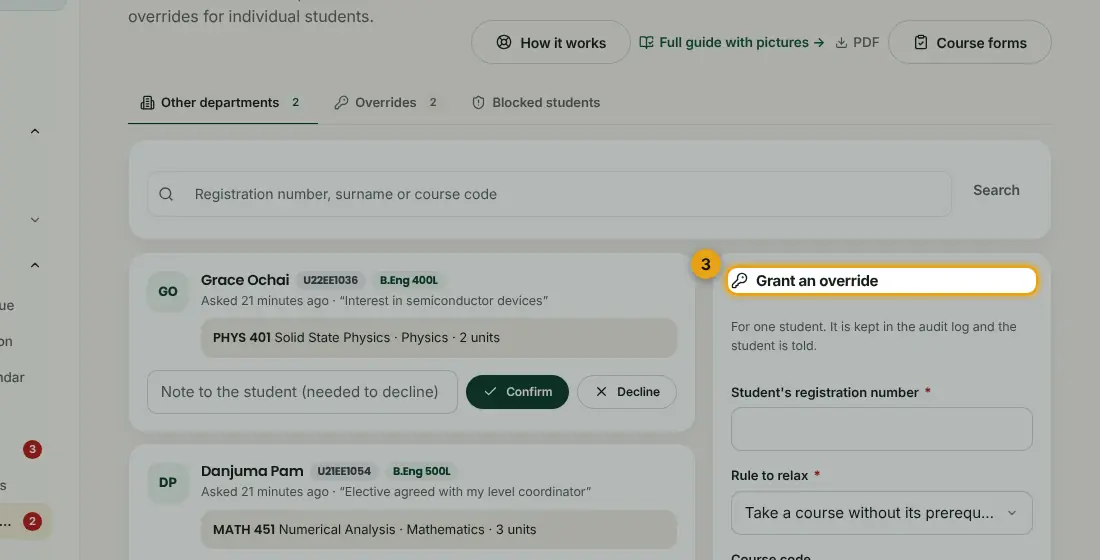 overrides for individual students.
How it works
Full guide with pictures →
PDF
Course forms
Other departments 2
Overrides 2
Blocked students
Registration number, surname or course code
Search
GO
Grace Ochai U22EE1036 B.Eng 400L
Asked 21 minutes ago · “Interest in semiconductor devices”
PHYS 401 Solid State Physics · Physics · 2 units
Note to the student (needed to decline)
Confirm
Decline
DP
Danjuma Pam U21EE1054 B.Eng 500L
Asked 21 minutes ago · “Elective agreed with my level coordinator”
MATH 451 Numerical Analysis · Mathematics · 3 units
3
Grant an override
For one student. It is kept in the audit log and the
student is told.
Student's registration number *
Rule to relax *
Take a course without its prerequ...
Course code
ue
on
ndar
3
s
... 2